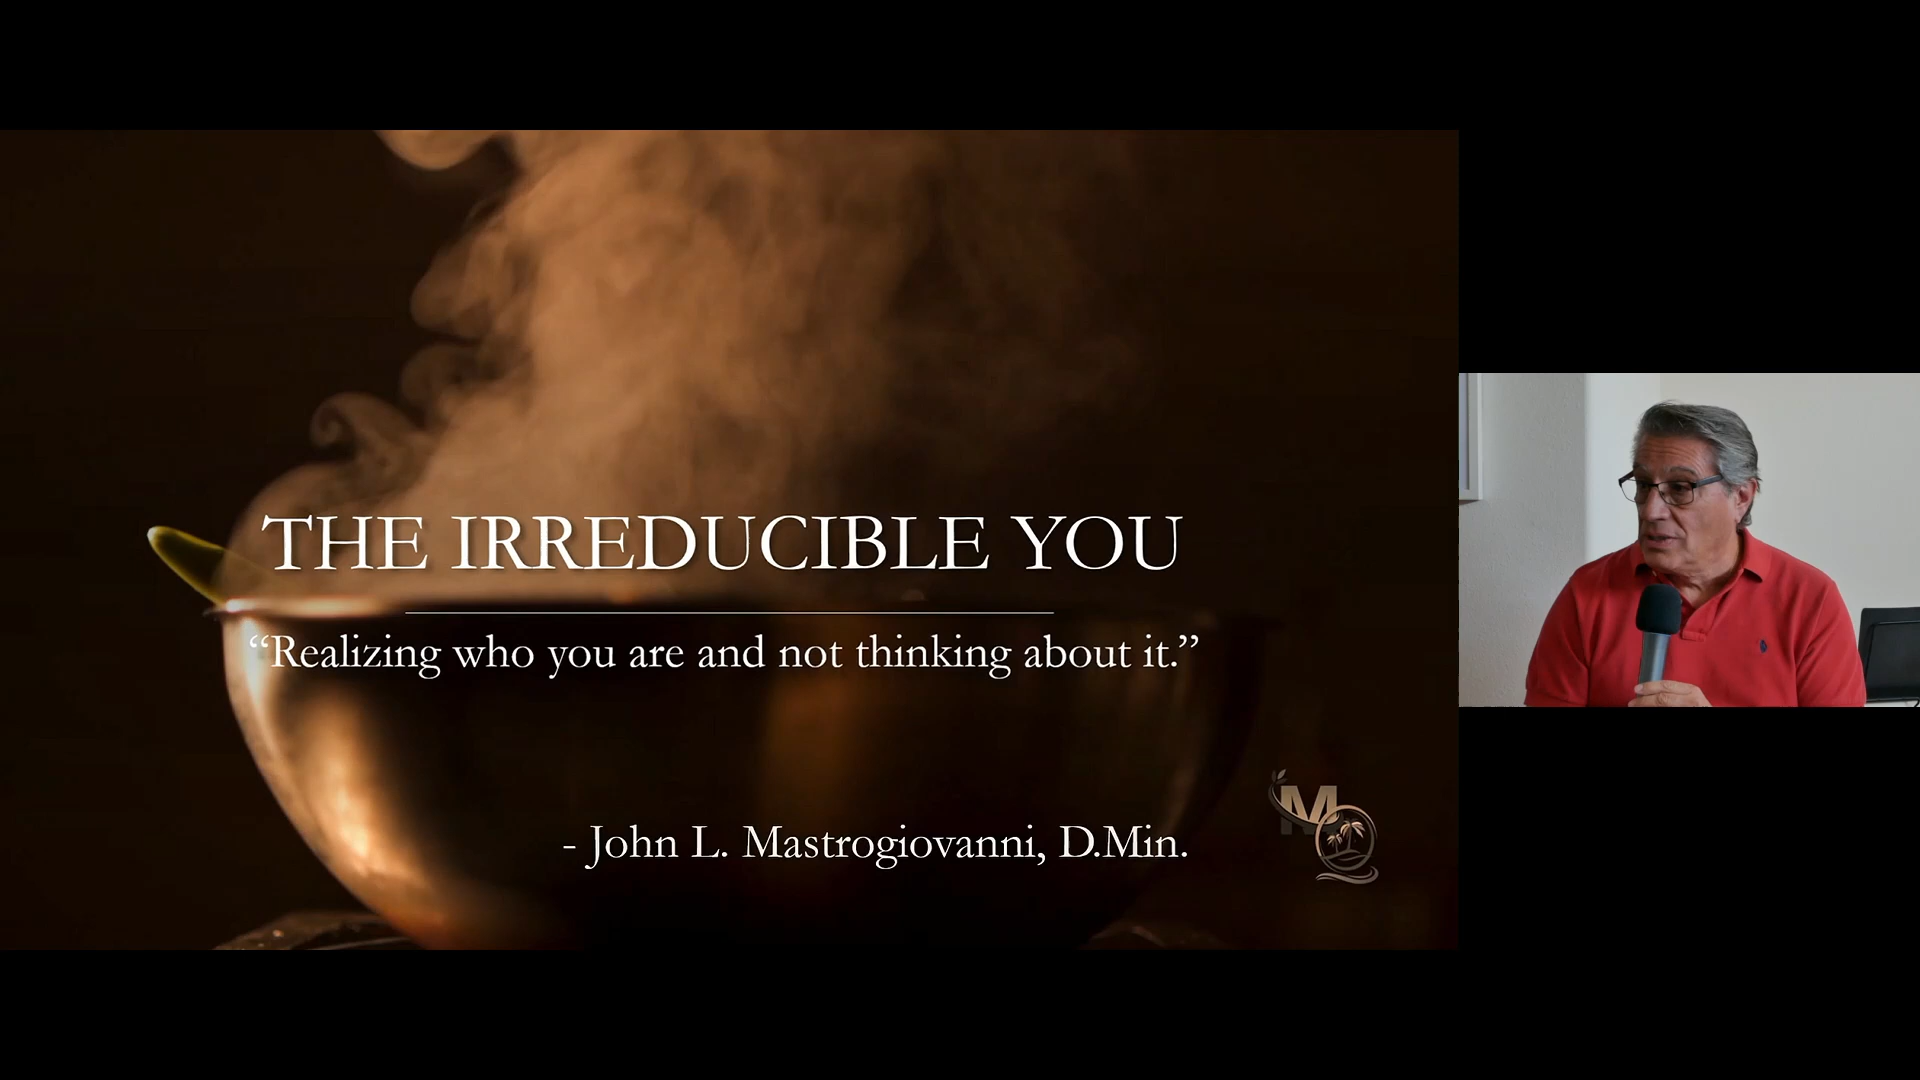 THE IRREDUCIBLE YOU
“Realizing who you are and not thinking about it.”
- John L. Mastrogiovanni, D.Min.
M